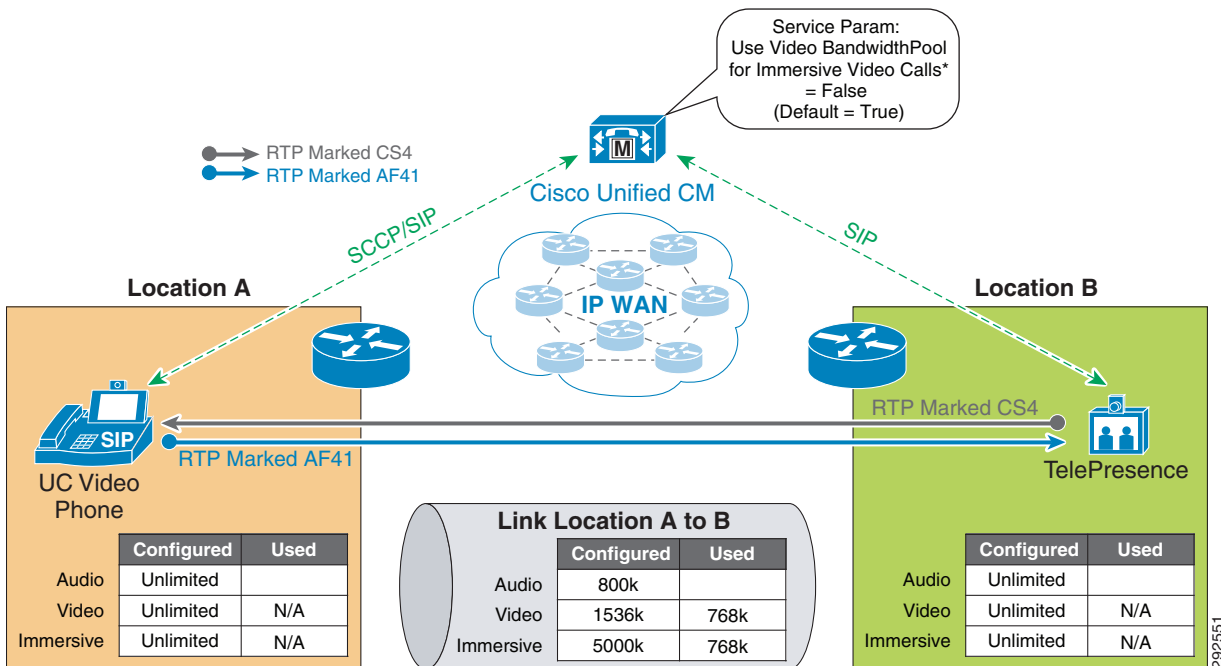 Service Param:
Use Video BandwidthPool
for Immersive Video Calls*
= False
(Default = True)
RTP Marked CS4
RTP Marked AF41
M
Cisco Unified CM
SCCP/SIP
SIP
Location A
IP WAN
Location B
RTP Marked CS4
SIP
RTP Marked AF41
UC Video
Phone
TelePresence
Configured Used
Audio Unlimited
Video Unlimited N/A
Immersive Unlimited N/A
Link Location A to B
Configured Used
Audio 800k
Video 1536k 768k
Immersive 5000k 768k
Configured Used
Audio Unlimited
Video Unlimited N/A
Immersive Unlimited N/A
292551